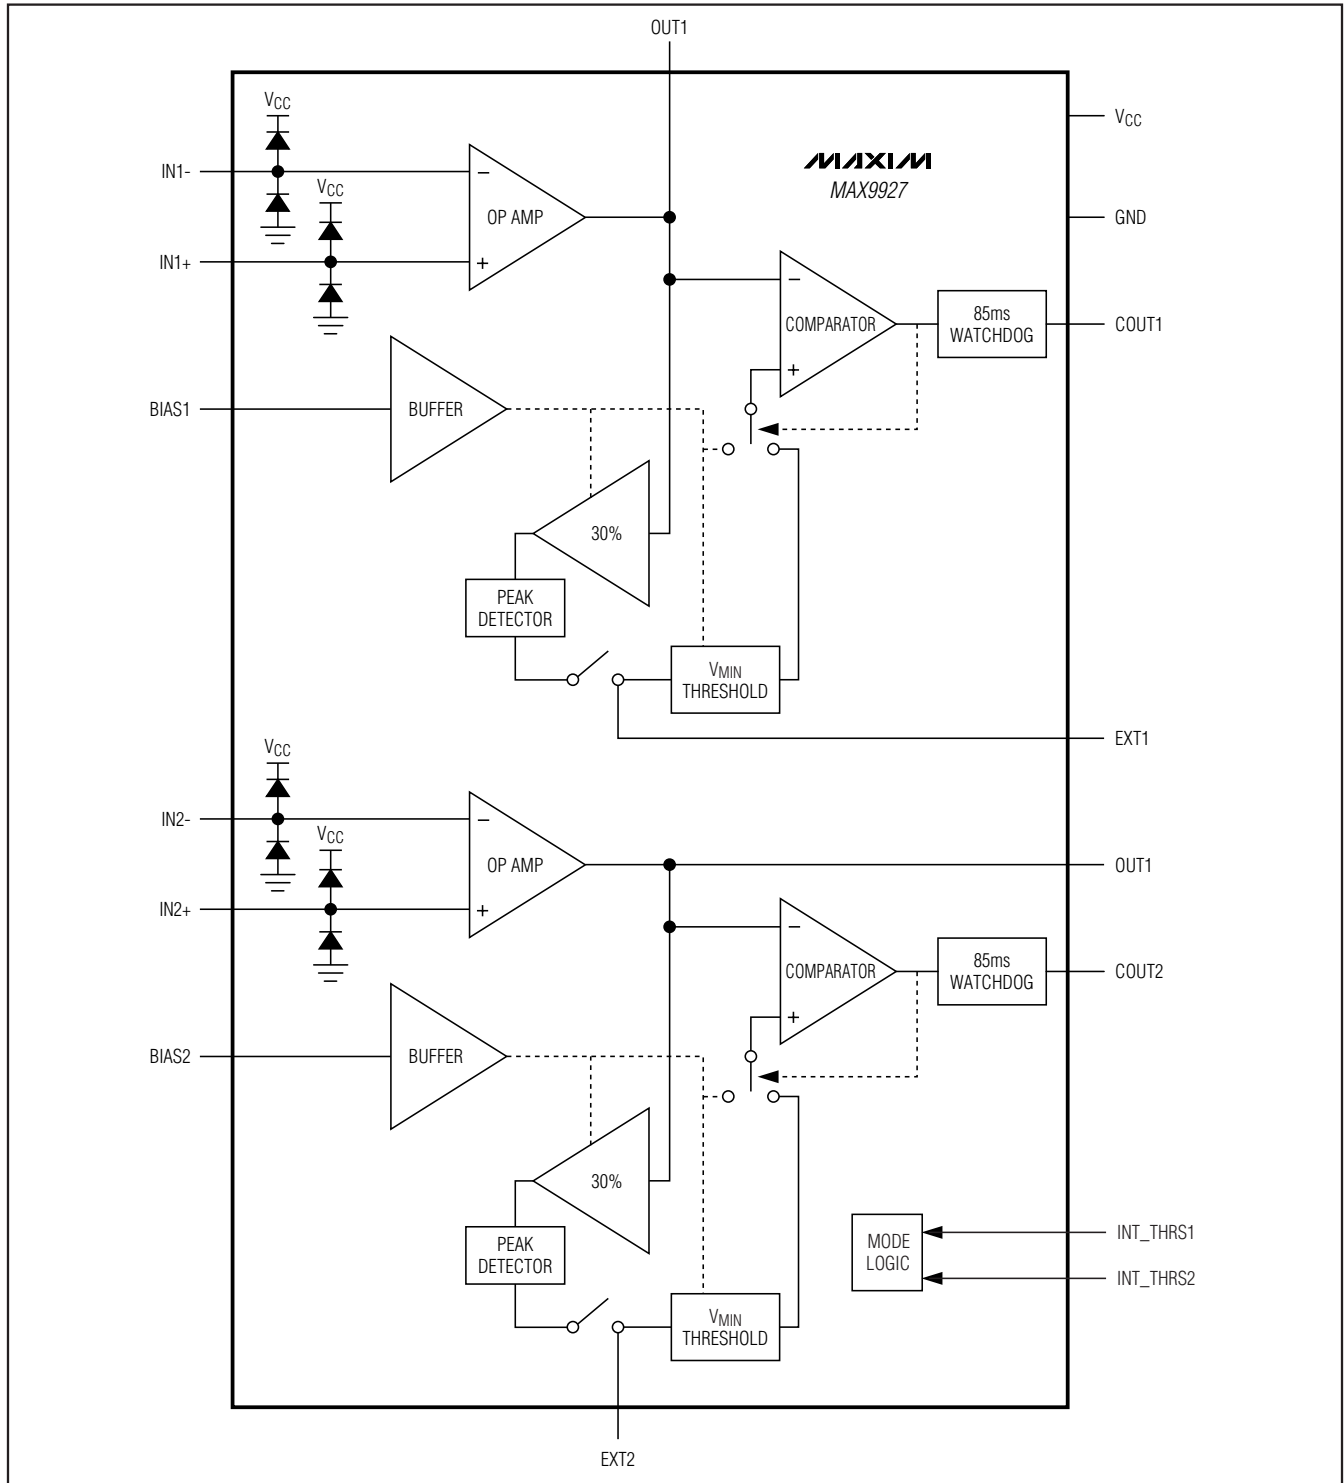 OUT1
VCC
VCC
IN1-
MAXIM
VCC
MAX9927
−
OP AMP
GND
IN1+
+
−
85ms
COMPARATOR
WATCHDOG
COUT1
+
BIAS1
BUFFER
30%
PEAK
DETECTOR
VMIN
THRESHOLD
EXT1
VCC
IN2-
−
VCC
OP AMP
OUT1
IN2+
+
−
85ms
COMPARATOR
WATCHDOG
COUT2
+
BIAS2
BUFFER
30%
PEAK
DETECTOR
MODE
LOGIC
INT_THRS1
INT_THRS2
VMIN
THRESHOLD
EXT2